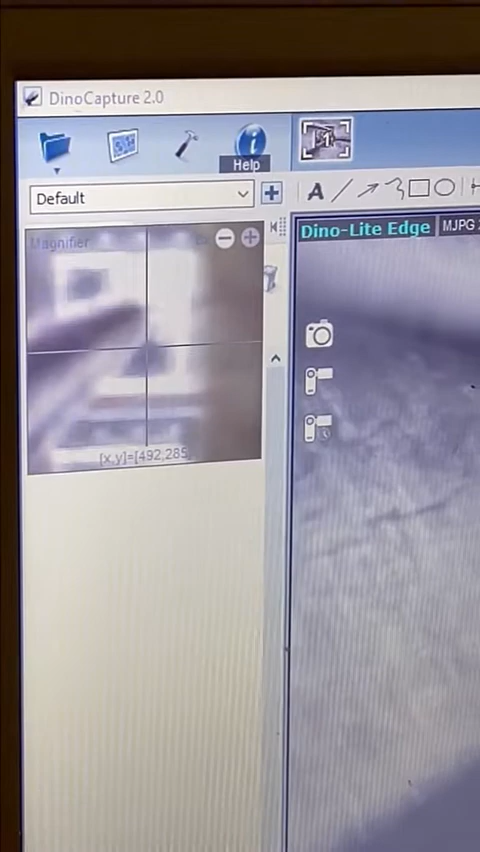 DinoCapture 2.0
Help
Default
A
Magnifier
Dino-Lite Edge
MJPG
[x,y]=[492,285